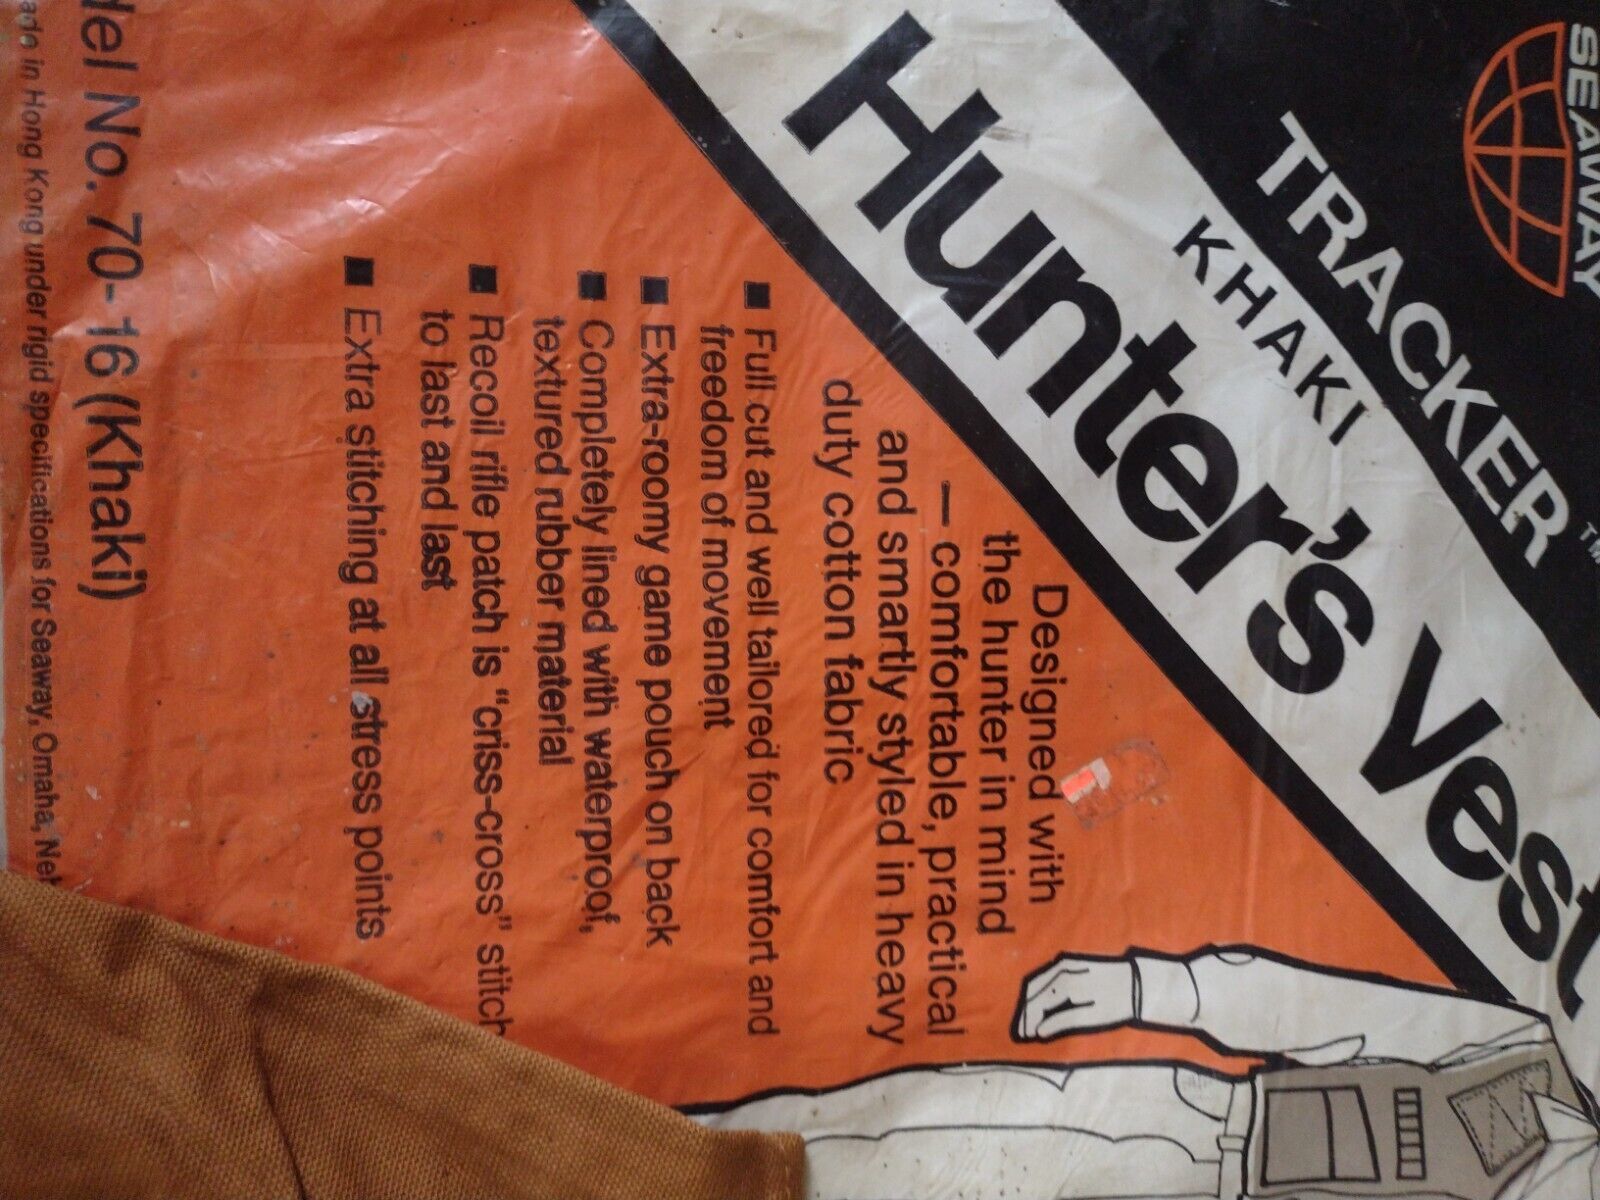 SEAWAY
TRACKER™
KHAKI
Hunter's Vest
Designed with
the hunter in mind
— comfortable, practical
and smartly styled in heavy
duty cotton fabric
■ Full cut and well tailored for comfort and
freedom of movement
■ Extra-roomy game pouch on back
■ Completely lined with waterproof,
textured rubber material
■ Recoil rifle patch is "criss-cross" stitch
to last and last
■ Extra stitching at all stress points
del No. 70-16 (Khaki)
ade in Hong Kong under rigid specifications for Seaway, Omaha, Neb